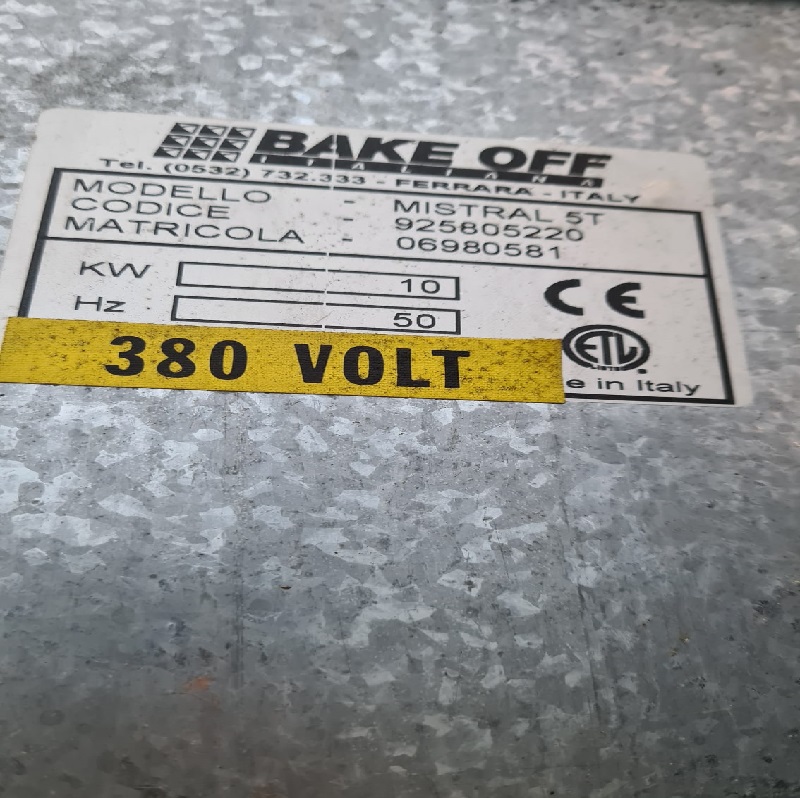 BAKE OFF
ITALIANA
Tel. (0532) 732.333 - FERRARA - ITALY
MODELLO - MISTRAL 5T
CODICE - 925805220
MATRICOLA - 06980581
KW 10
Hz 50
CE
380 VOLT
ETL
e in Italy